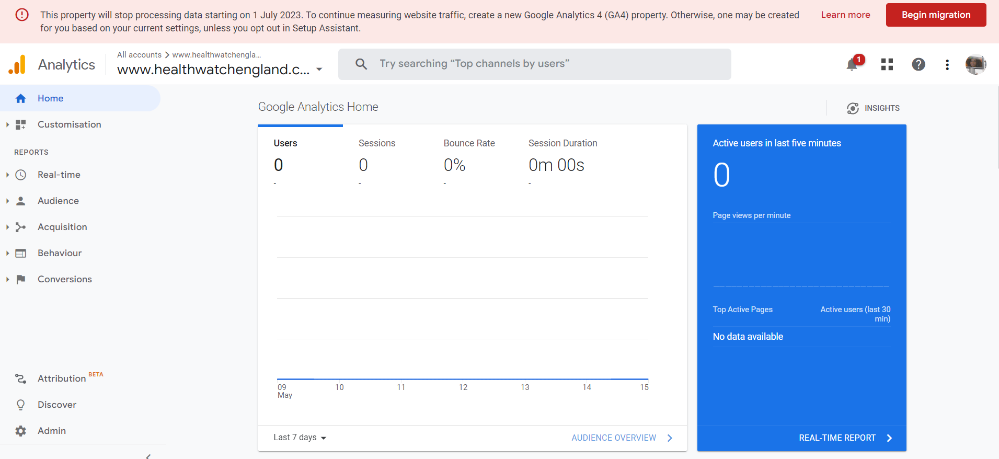 This property will stop processing data starting on 1 July 2023. To continue measuring website traffic, create a new Google Analytics 4 (GA4) property. Otherwise, one may be created
for you based on your current settings, unless you opt out in Setup Assistant.
Learn more
Begin migration
Analytics
All accounts > www.healthwatchengla...
www.healthwatchengland.c...
Try searching “Top channels by users”
1
Home
Customisation
REPORTS
Real-time
Audience
Acquisition
Behaviour
Conversions
Attribution BETA
Discover
Admin
Google Analytics Home
INSIGHTS
Users
0
-
Sessions
0
-
Bounce Rate
0%
-
Session Duration
0m 00s
-
09 10 11 12 13 14 15
May
Last 7 days
AUDIENCE OVERVIEW
Active users in last five minutes
0
Page views per minute
Top Active Pages
Active users (last 30
min)
No data available
REAL-TIME REPORT